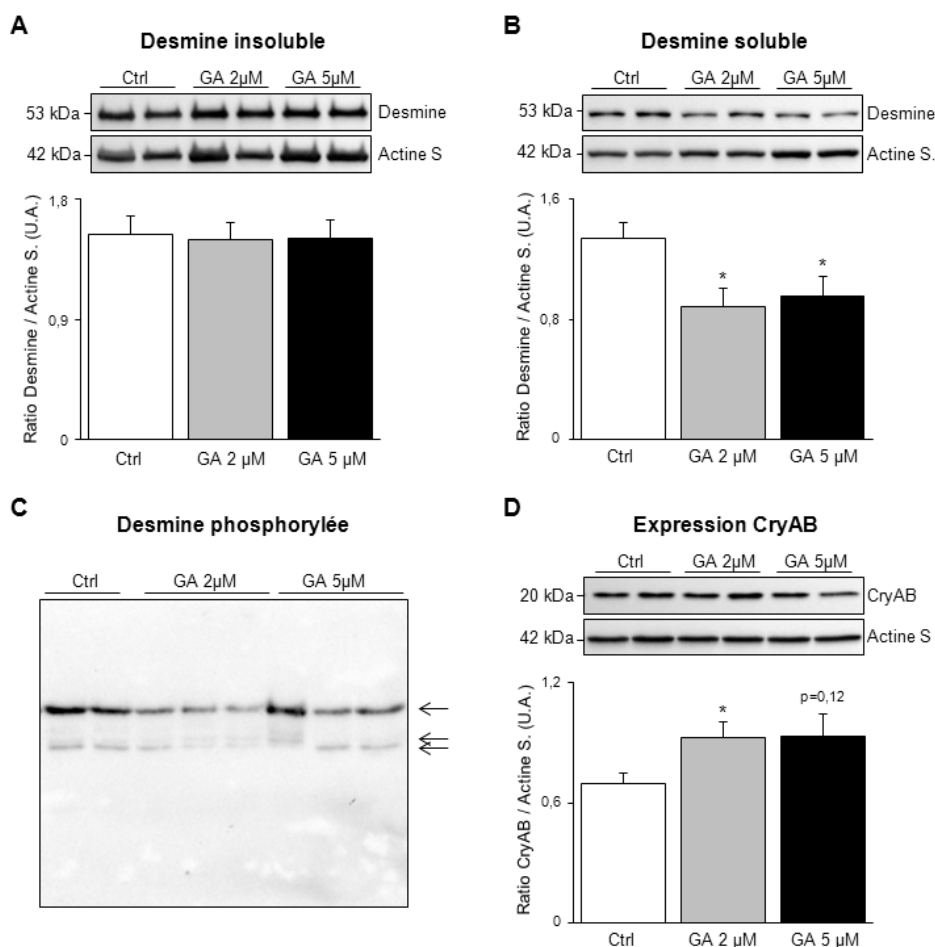 A
Desmine insoluble
Ctrl GA 2µM GA 5µM
53 kDa Desmine
42 kDa Actine S
Ratio Desmine / Actine S. (U.A.)
1,8
0,9
0
Ctrl GA 2 µM GA 5 µM
B
Desmine soluble
Ctrl GA 2µM GA 5µM
53 kDa Desmine
42 kDa Actine S.
Ratio Desmine / Actine S. (U.A.)
1,6
* *
0,8
0
Ctrl GA 2 µM GA 5 µM
C
Desmine phosphorylée
Ctrl GA 2µM GA 5µM
D
Expression CryAB
Ctrl GA 2µM GA 5µM
20 kDa CryAB
42 kDa Actine S
Ratio CryAB / Actine S. (U.A.)
1,2
* p=0,12
0,6
0
Ctrl GA 2 µM GA 5 µM